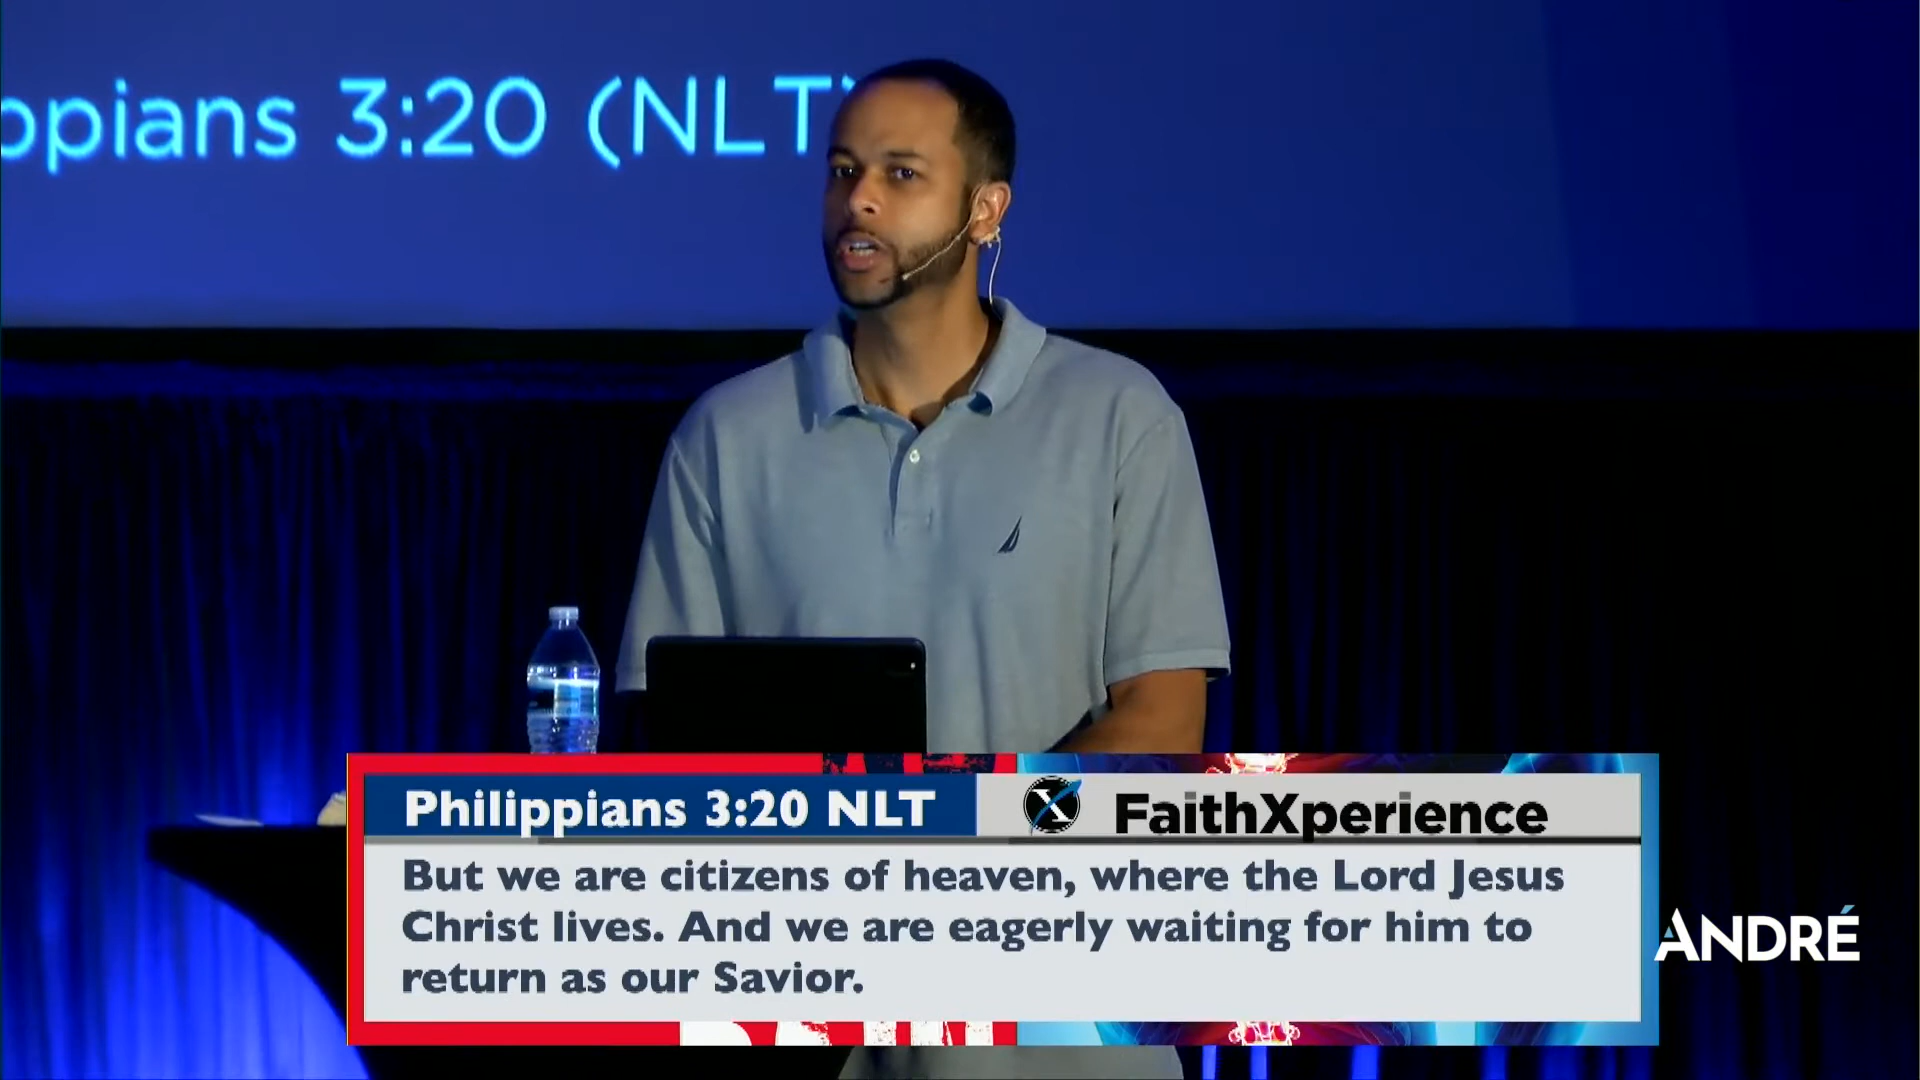 ppians 3:20 (NLT)
Philippians 3:20 NLT
FaithXperience
But we are citizens of heaven, where the Lord Jesus
Christ lives. And we are eagerly waiting for him to
return as our Savior.
ANDRÉ